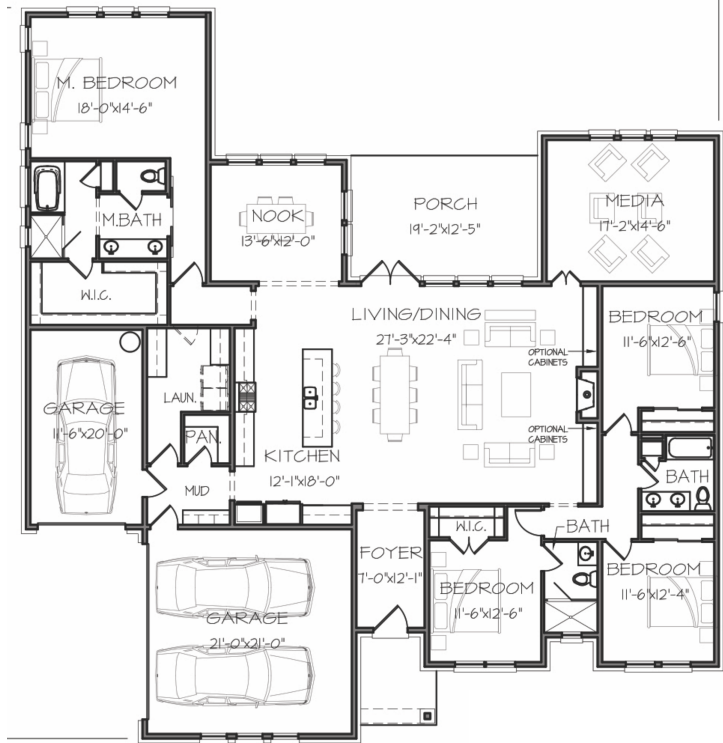 M. BEDROOM
18'-0"x14'-6"
M.BATH
W.I.C.
NOOK
13'-6"x12'-0"
PORCH
19'-2"x12'-5"
MEDIA
17'-2"x14'-6"
LIVING/DINING
27'-3"x22'-4"
OPTIONAL
CABINETS
BEDROOM
11'-6"x12'-6"
GARAGE
11'-6"x20'-0"
LAUN.
PAN.
MUD
KITCHEN
12'-1"x18'-0"
OPTIONAL
CABINETS
BATH
W.I.C.
BATH
FOYER
7'-0"x12'-1"
BEDROOM
11'-6"x12'-6"
BEDROOM
11'-6"x12'-4"
GARAGE
21'-0"x21'-0"